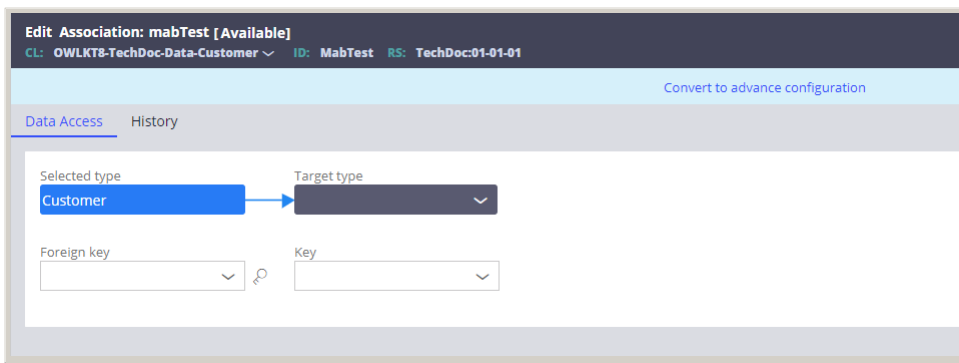 Edit Association: mabTest [Available]
CL: OWLKT8-TechDoc-Data-Customer ID: MabTest RS: TechDoc:01-01-01
Convert to advance configuration
Data Access History
Selected type Target type
Customer
Foreign key Key